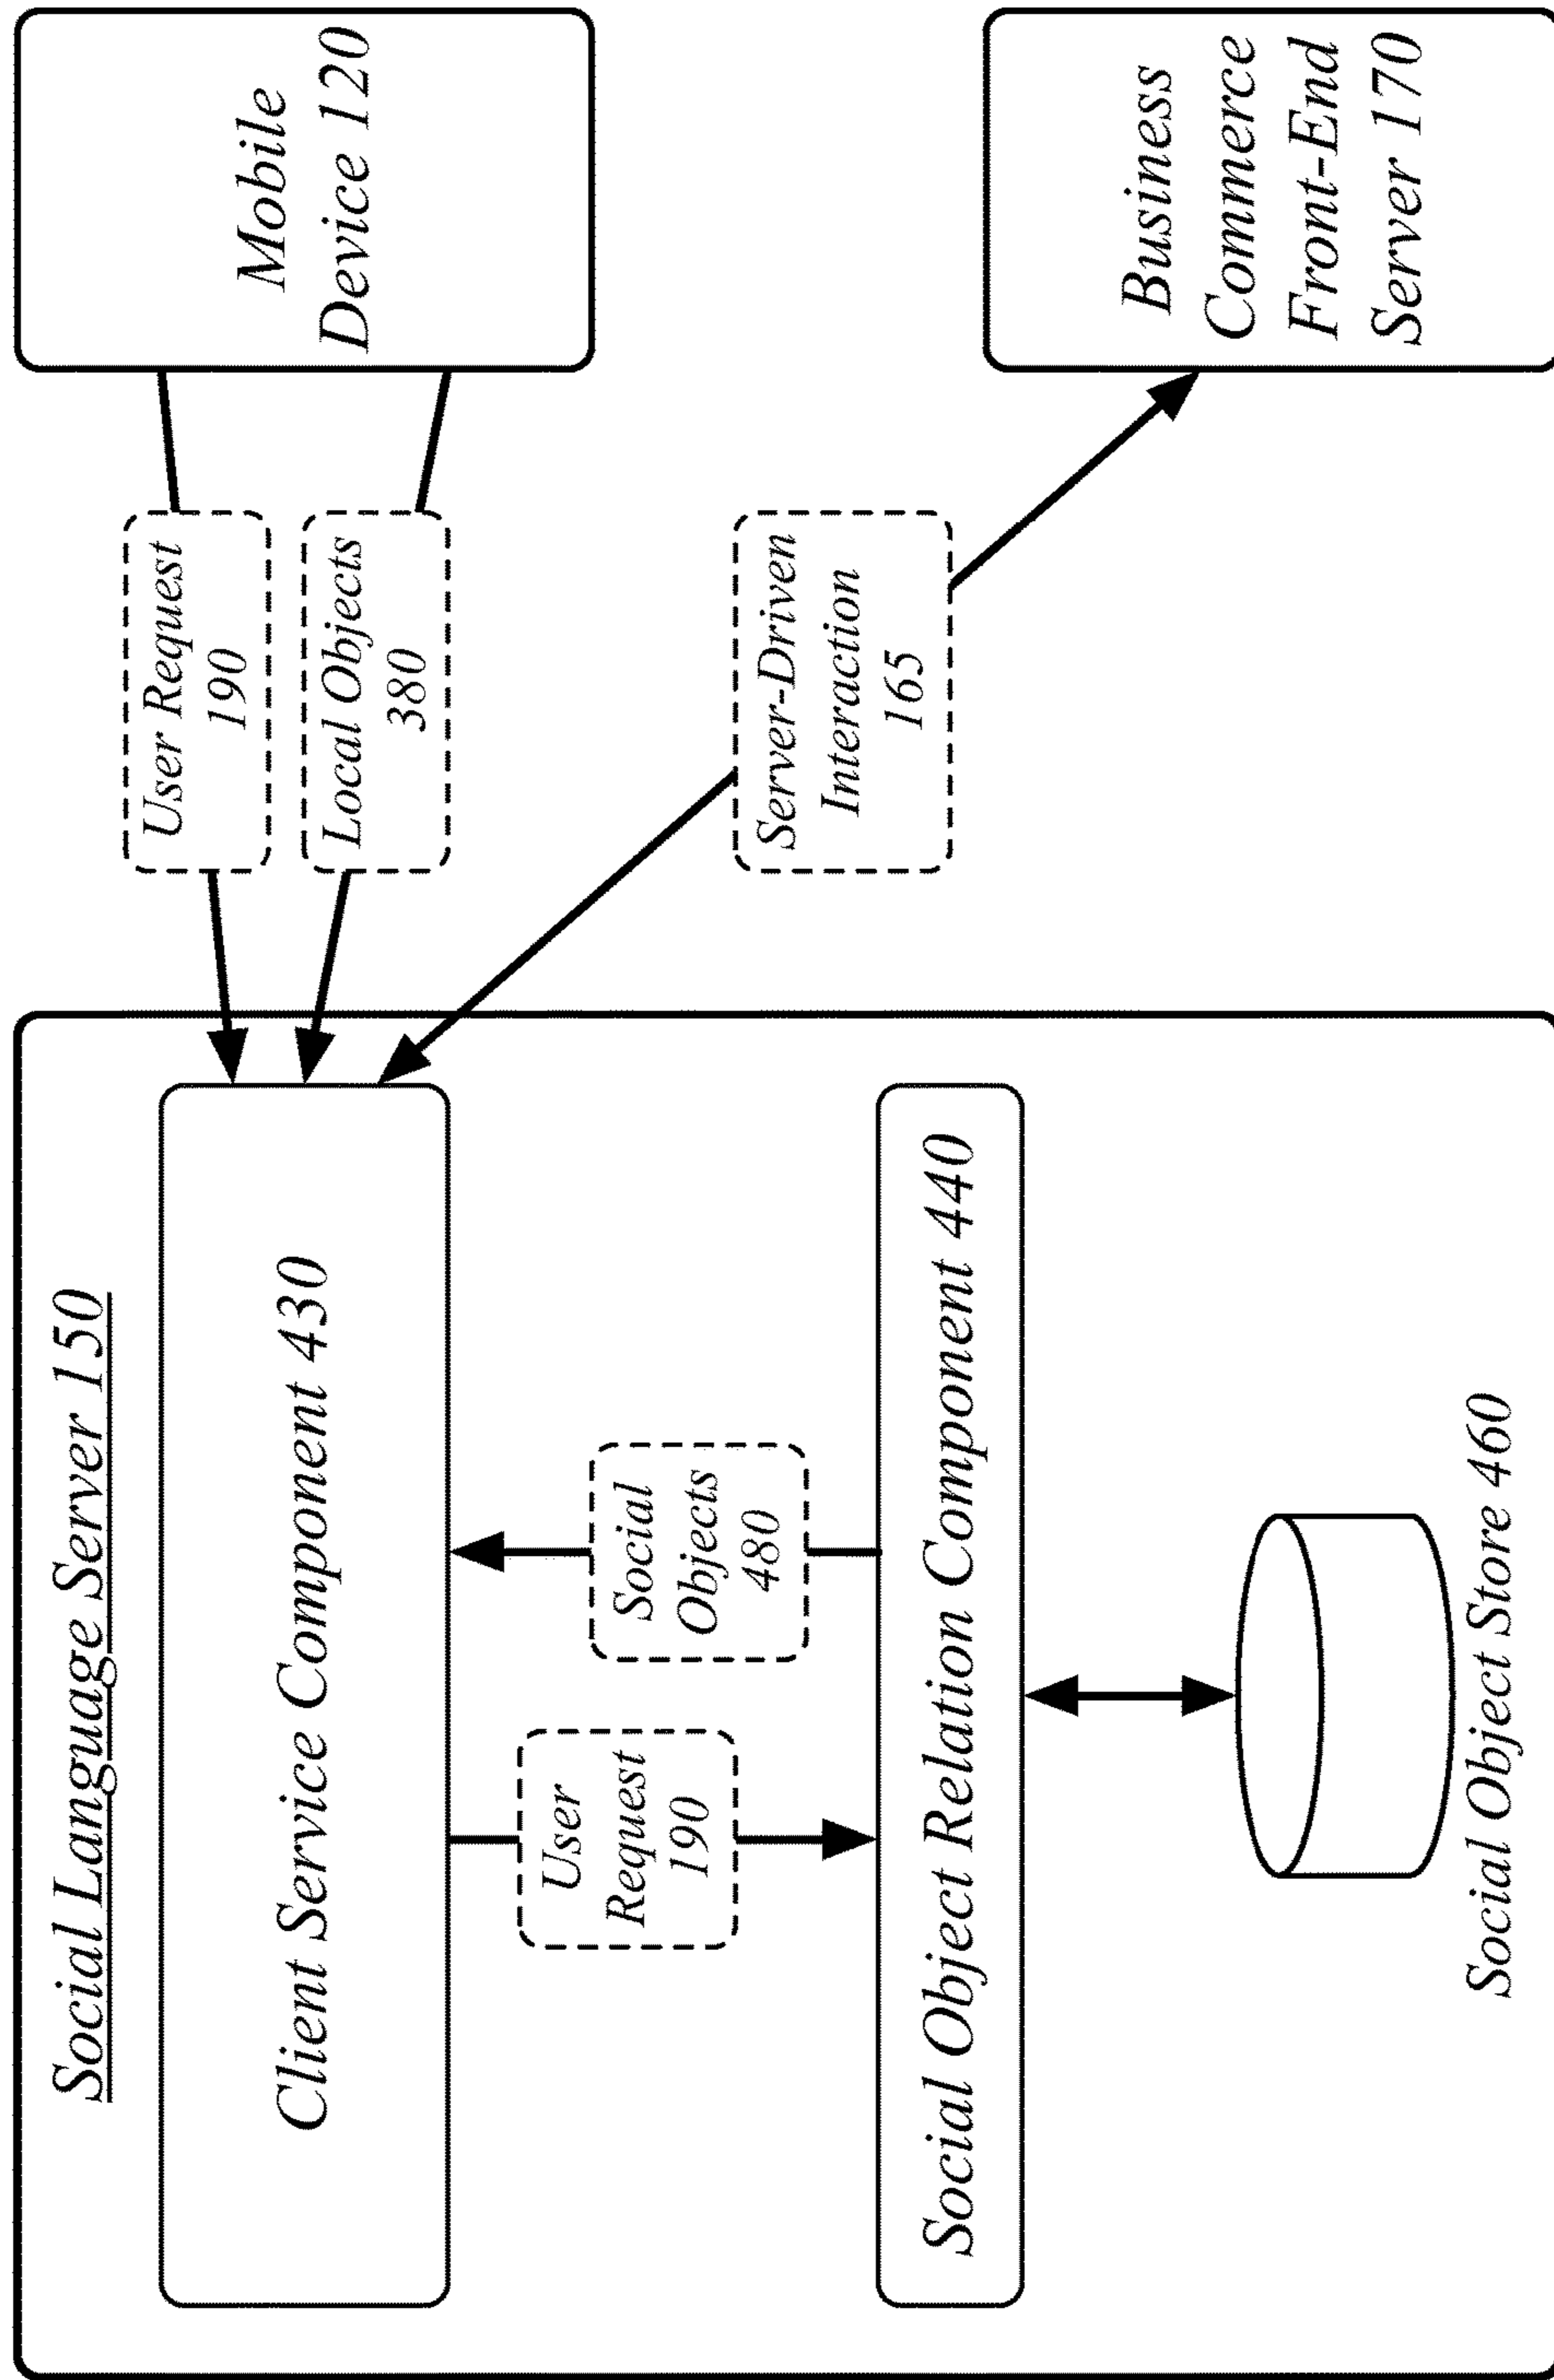 Social Language Server 150
Client Service Component 430
User
Request
190
Social
Objects
480
Social Object Relation Component 440
Social Object Store 460
User Request
190
Local Objects
380
Server-Driven
Interaction
165
Mobile
Device 120
Business
Commerce
Front-End
Server 170